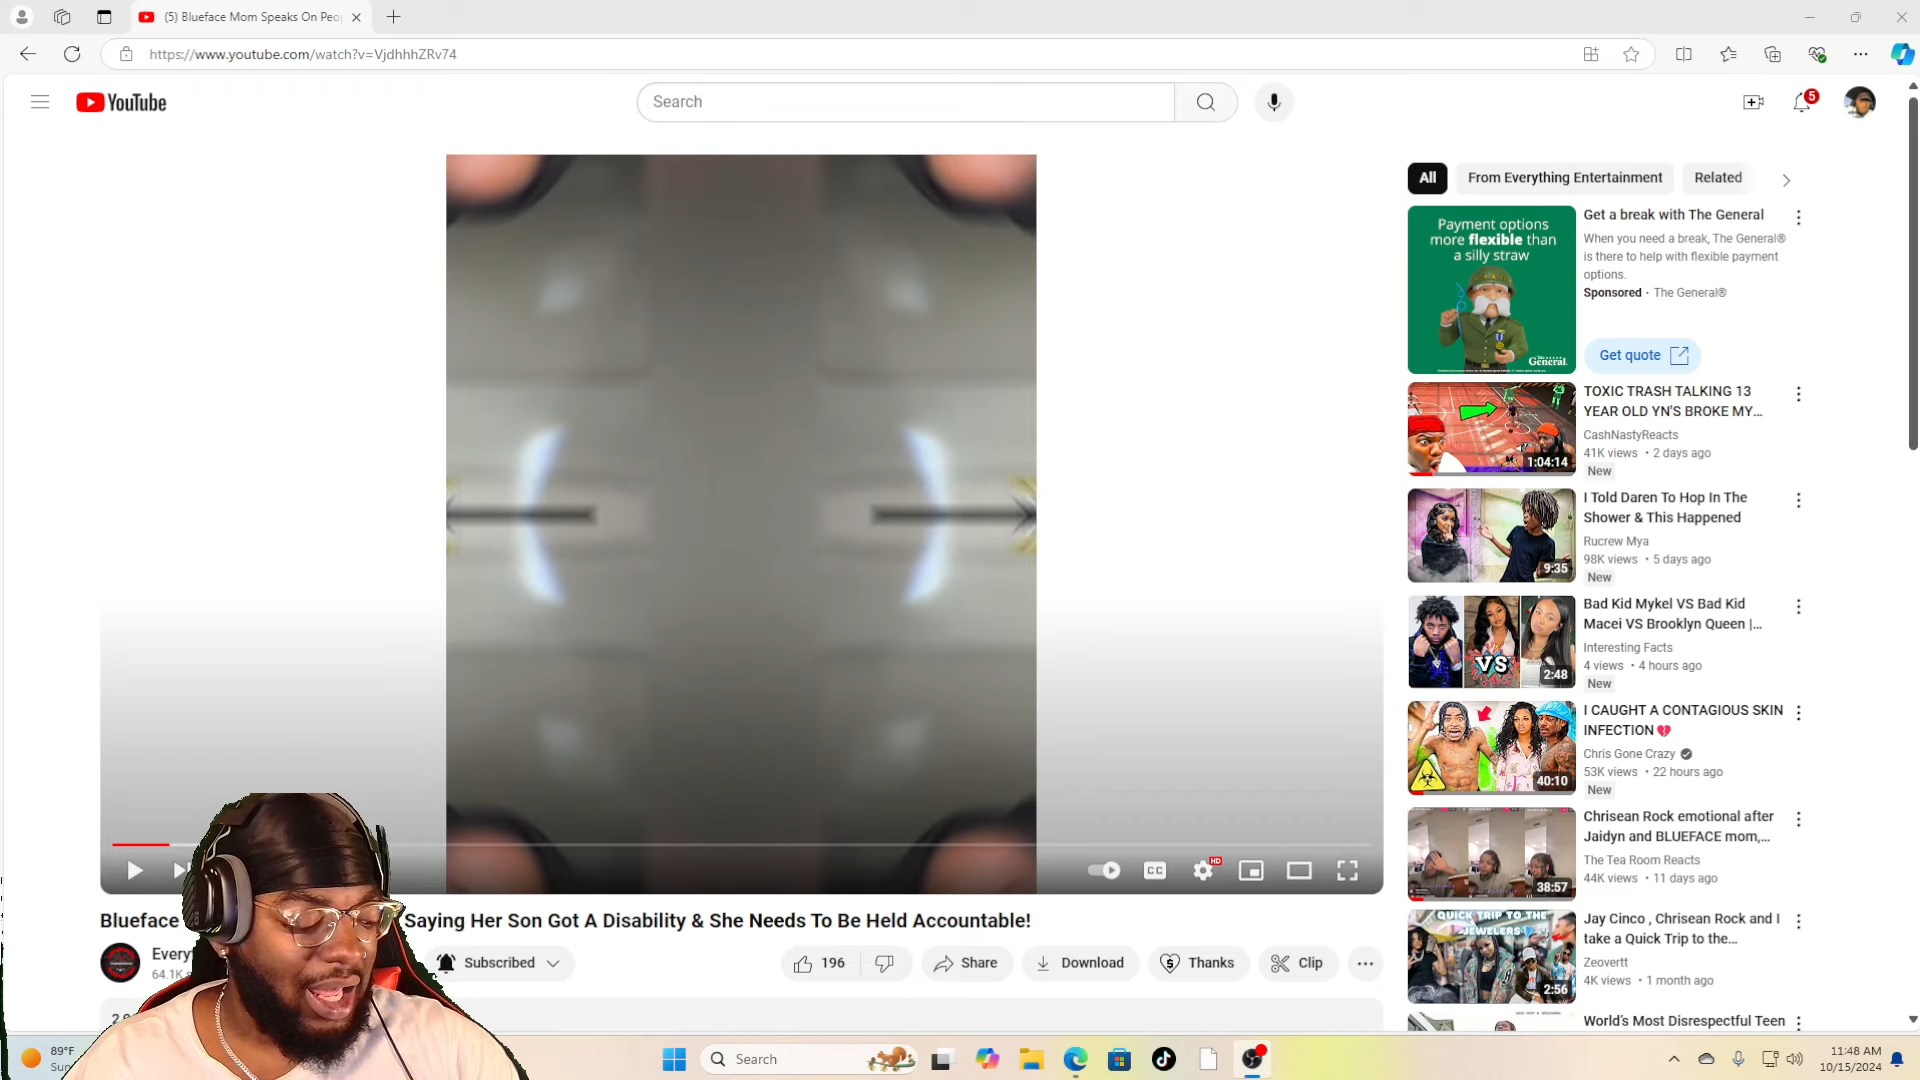 (5) Blueface Mom Speaks On Peo
https://www.youtube.com/watch?v=VjdhhhZRv74
YouTube
Search
5
All
From Everything Entertainment
Related
Payment options
more flexible than
a silly straw
The General
Get a break with The General
When you need a break, The General®
is there to help with flexible payment
options.
Sponsored · The General®
Get quote
TOXIC TRASH TALKING 13
YEAR OLD YN'S BROKE MY...
CashNastyReacts
41K views • 2 days ago
New
1:04:14
I Told Daren To Hop In The
Shower & This Happened
Rucrew Mya
98K views • 5 days ago
New
9:35
Bad Kid Mykel VS Bad Kid
Macei VS Brooklyn Queen |...
Interesting Facts
4 views • 4 hours ago
New
VS
2:48
I CAUGHT A CONTAGIOUS SKIN
INFECTION 💔
Chris Gone Crazy
53K views • 22 hours ago
New
40:10
Chrisean Rock emotional after
Jaidyn and BLUEFACE mom,...
The Tea Room Reacts
44K views • 11 days ago
38:57
QUICK TRIP TO THE
JEWELERS
Jay Cinco , Chrisean Rock and I
take a Quick Trip to the...
Zeovertt
4K views • 1 month ago
2:56
World's Most Disrespectful Teen
CC
HD
Blueface Saying Her Son Got A Disability & She Needs To Be Held Accountable!
Every
64.1K
Subscribed
196
Share
Download
Thanks
Clip
89°F
Sun
Search
11:48 AM
10/15/2024